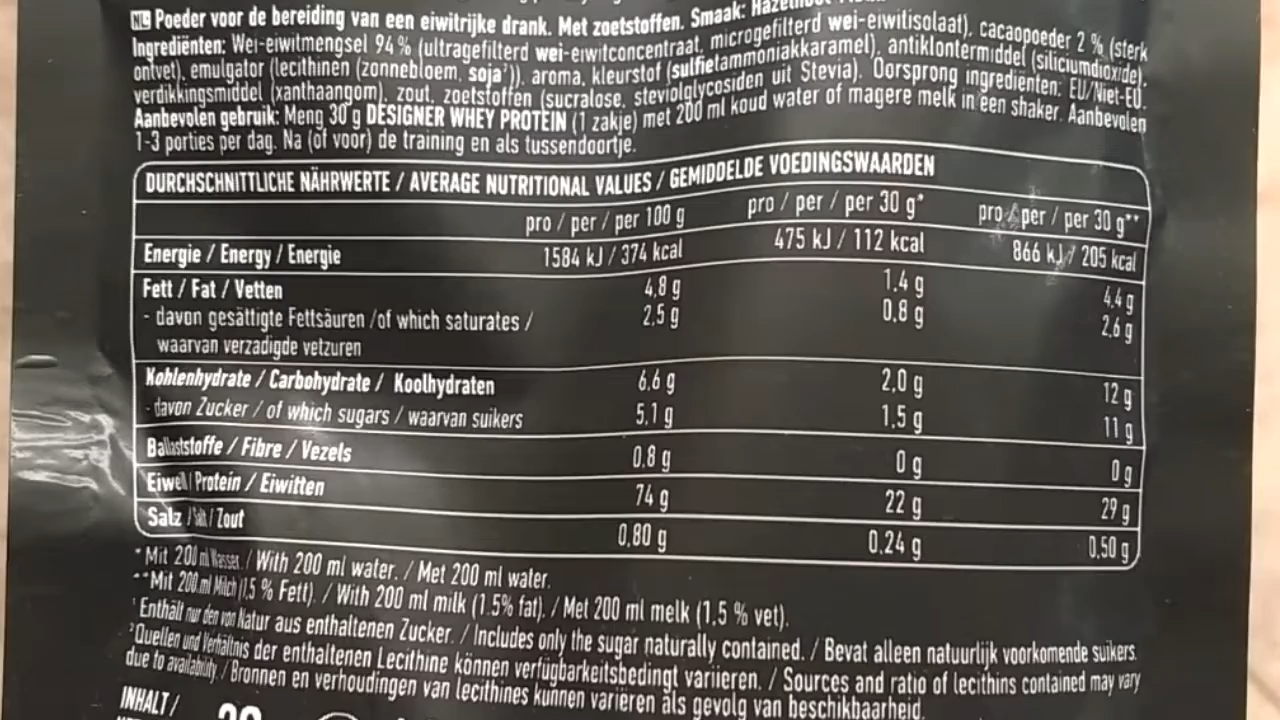 NL Poeder voor de bereiding van een eiwitrijke drank. Met zoetstoffen. Smaak:
Ingrediënten: Wei-eiwitmengsel 94% (ultragefilterd wei-eiwitconcentraat, microgefilterd wei-eiwitisolaat), cacaopoeder 2 % (sterk
ontvet), emulgator (lecithinen (zonnebloem, soja²)), aroma, kleurstof (sulfietammoniakkaramel), antiklontermiddel (siliciumdioxide),
verdikkingsmiddel (xanthaangom), zout, zoetstoffen (sucralose, steviolglycosiden uit Stevia). Oorsprong ingrediënten: EU/Niet-EU.
Aanbevolen gebruik: Meng 30 g DESIGNER WHEY PROTEIN (1 zakje) met 200 ml koud water of magere melk in een shaker. Aanbevolen
1-3 porties per dag. Na (of voor) de training en als tussendoortje.
DURCHSCHNITTLICHE NÄHRWERTE / AVERAGE NUTRITIONAL VALUES / GEMIDDELDE VOEDINGSWAARDEN
pro / per / per 100 g pro / per / per 30 g* pro / per / per 30 g**
Energie / Energy / Energie 1584 kJ / 374 kcal 475 kJ / 112 kcal 866 kJ / 205 kcal
Fett / Fat / Vetten 4,8 g 1.4 g 4,4 g
- davon gesättigte Fettsäuren /of which saturates / 2,5 g 0,8 g 2,6 g
waarvan verzadigde vetzuren
Kohlenhydrate / Carbohydrate / Koolhydraten 6,6 g 2,0 g 12 g
- davon Zucker / of which sugars / waarvan suikers 5,1 g 1,5 g 11 g
Ballaststoffe / Fibre / Vezels 0,8 g 0 g 0 g
Eiweiß / Protein / Eiwitten 74 g 22 g 29 g
Salz / Salt / Zout 0,80 g 0,24 g 0,50 g
*Mit 200 ml Wasser. / With 200 ml water. / Met 200 ml water.
**Mit 200 ml Milch (1,5 % Fett). / With 200 ml milk (1.5% fat). / Met 200 ml melk (1,5 % vet).
¹Enthält nur den von Natur aus enthaltenen Zucker. / Includes only the sugar naturally contained. / Bevat alleen natuurlijk voorkomende suikers.
²Quellen und Verhältnis der enthaltenen Lecithine können verfügbarkeitsbedingt variieren. / Sources and ratio of lecithins contained may vary
due to availability. / Bronnen en verhoudingen van lecithines kunnen variëren als gevolg van beschikbaarheid.
INHALT /